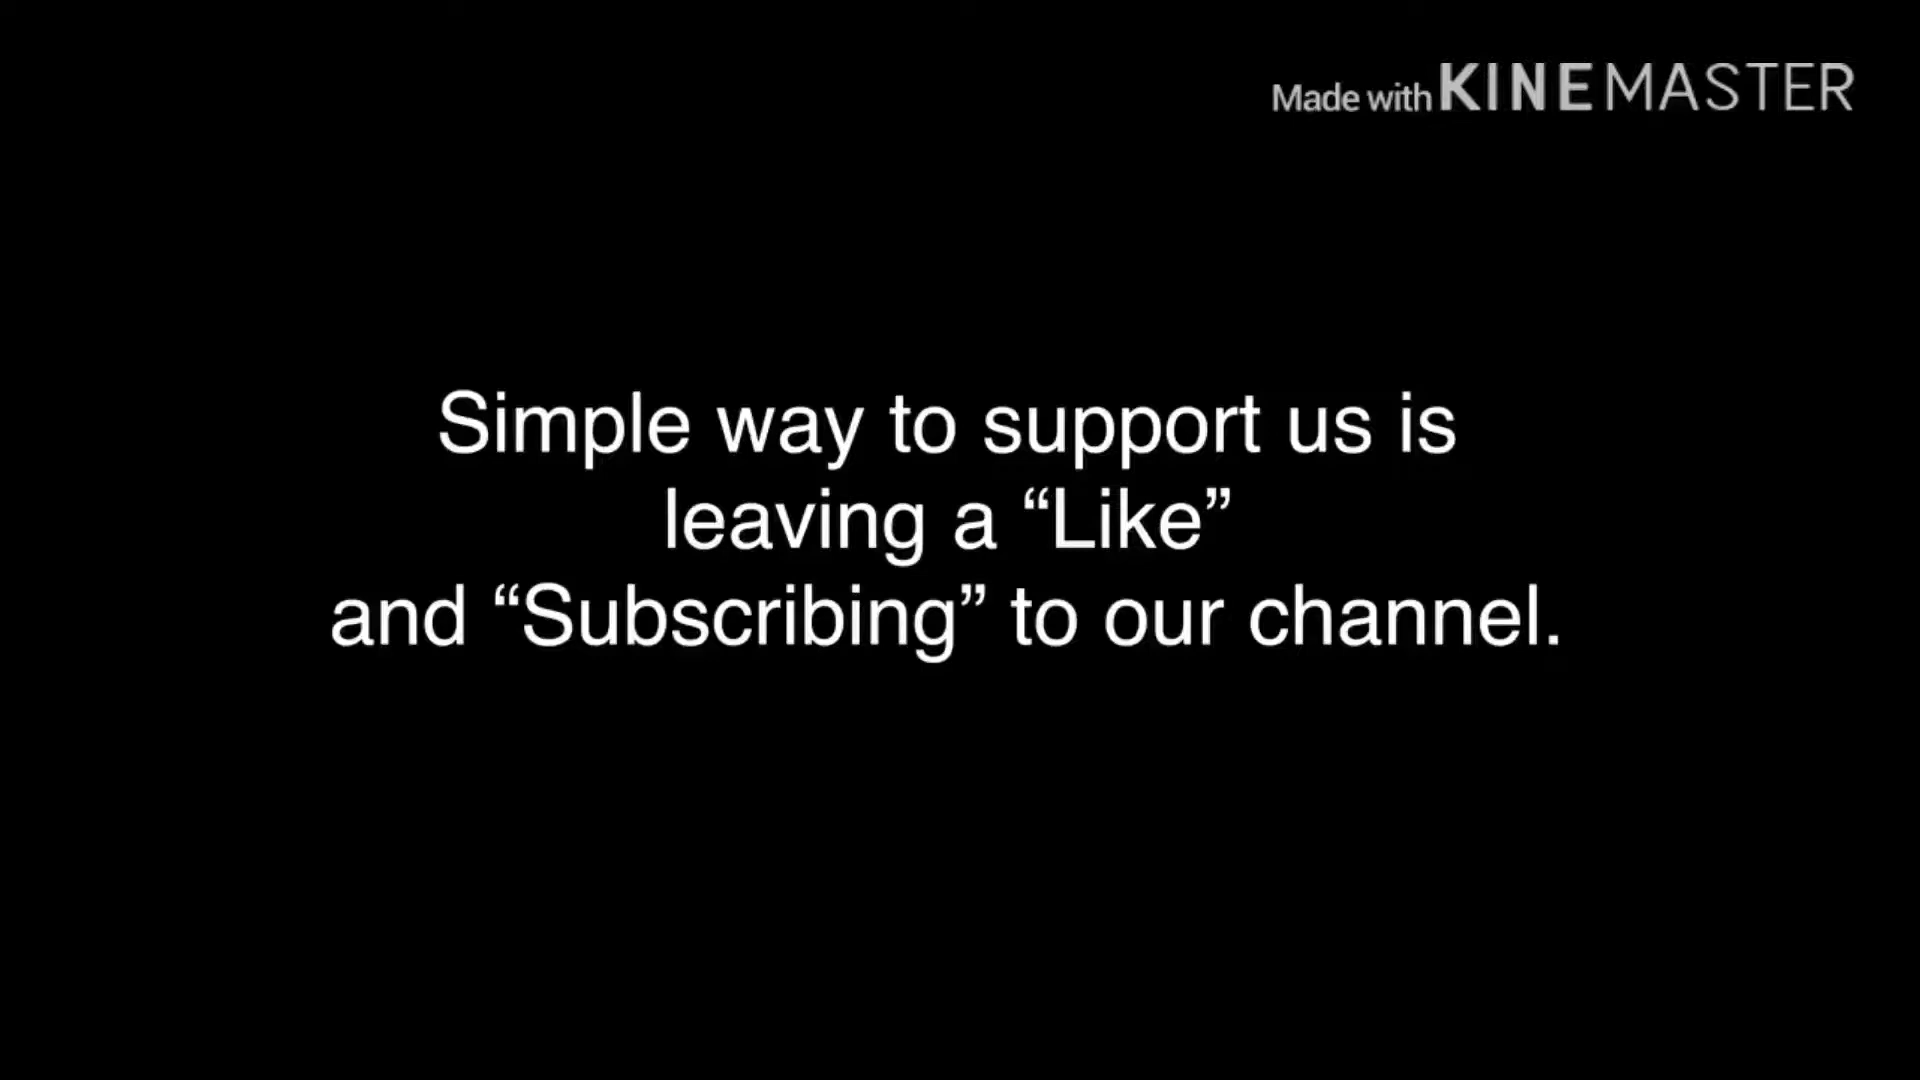 Made with KINEMASTER
Simple way to support us is
leaving a “Like”
and “Subscribing” to our channel.